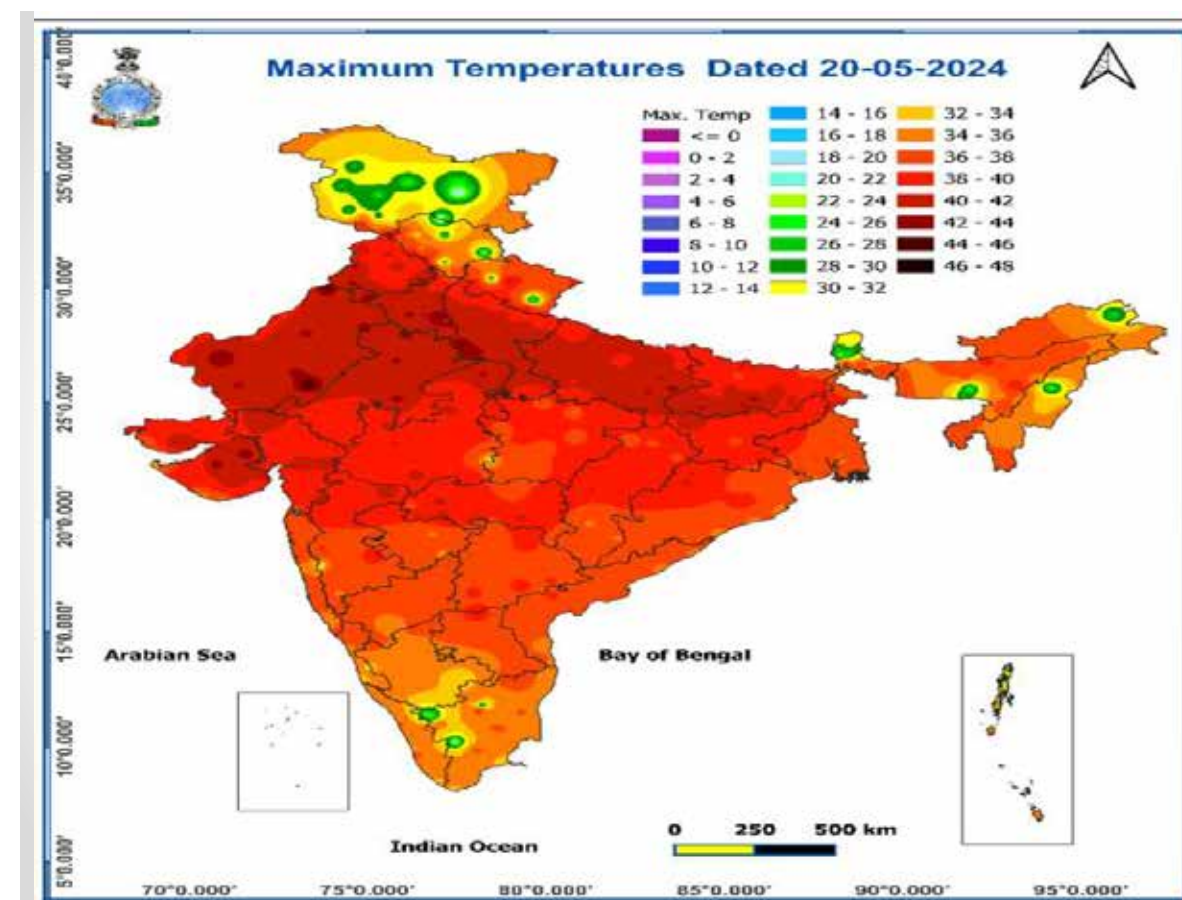 Maximum Temperatures Dated 20-05-2024
Max. Temp
<= 0
0 - 2
2 - 4
4 - 6
6 - 8
8 - 10
10 - 12
12 - 14
14 - 16
16 - 18
18 - 20
20 - 22
22 - 24
24 - 26
26 - 28
28 - 30
30 - 32
32 - 34
34 - 36
36 - 38
38 - 40
40 - 42
42 - 44
44 - 46
46 - 48
40°0.000'
35°0.000'
30°0.000'
25°0.000'
20°0.000'
15°0.000'
10°0.000'
5°0.000'
Arabian Sea
Bay of Bengal
Indian Ocean
0 250 500 km
70°0.000' 75°0.000' 80°0.000' 85°0.000' 90°0.000' 95°0.000'